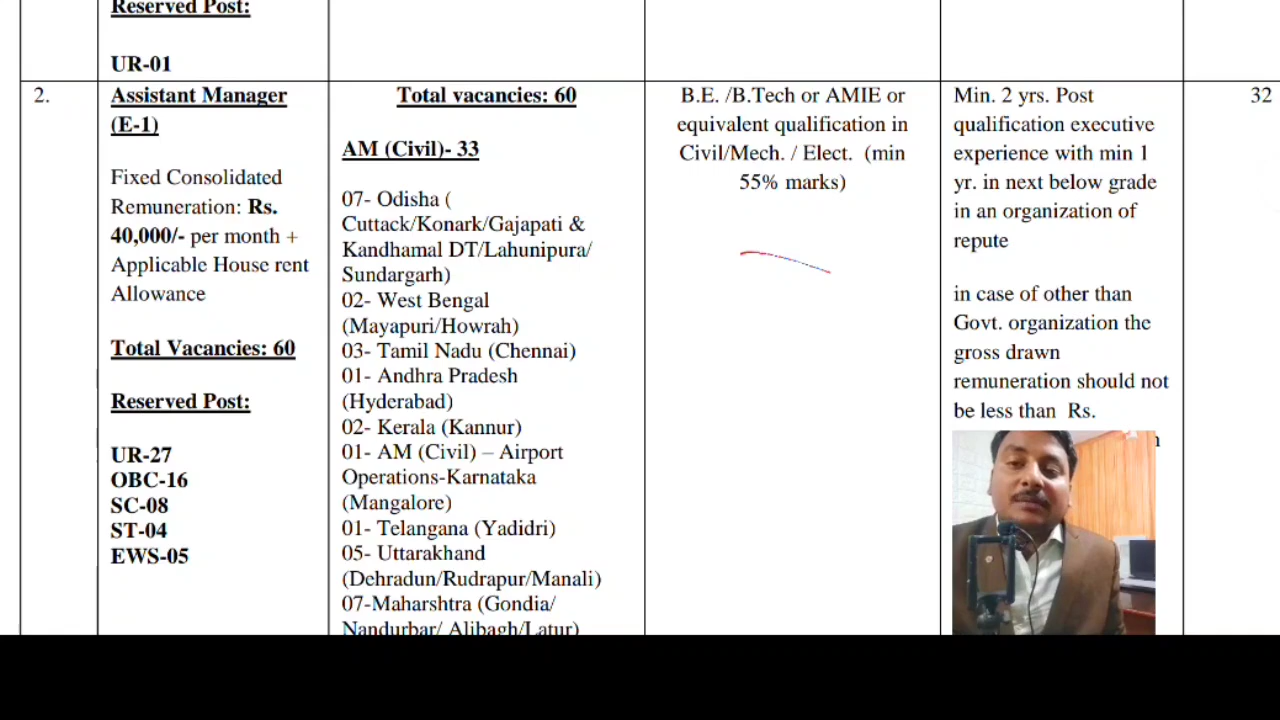 Reserved Post:
UR-01
2.
Assistant Manager
(E-1)
Fixed Consolidated
Remuneration: Rs.
40,000/- per month +
Applicable House rent
Allowance
Total Vacancies: 60
Reserved Post:
UR-27
OBC-16
SC-08
ST-04
EWS-05
Total vacancies: 60
AM (Civil)- 33
07- Odisha (
Cuttack/Konark/Gajapati &
Kandhamal DT/Lahunipura/
Sundargarh)
02- West Bengal
(Mayapuri/Howrah)
03- Tamil Nadu (Chennai)
01- Andhra Pradesh
(Hyderabad)
02- Kerala (Kannur)
01- AM (Civil) – Airport
Operations-Karnataka
(Mangalore)
01- Telangana (Yadidri)
05- Uttarakhand
(Dehradun/Rudrapur/Manali)
07-Maharshtra (Gondia/
Nandurbar/ Alibagh/Latur)
B.E. /B.Tech or AMIE or
equivalent qualification in
Civil/Mech. / Elect. (min
55% marks)
Min. 2 yrs. Post
qualification executive
experience with min 1
yr. in next below grade
in an organization of
repute
in case of other than
Govt. organization the
gross drawn
remuneration should not
be less than Rs.
32